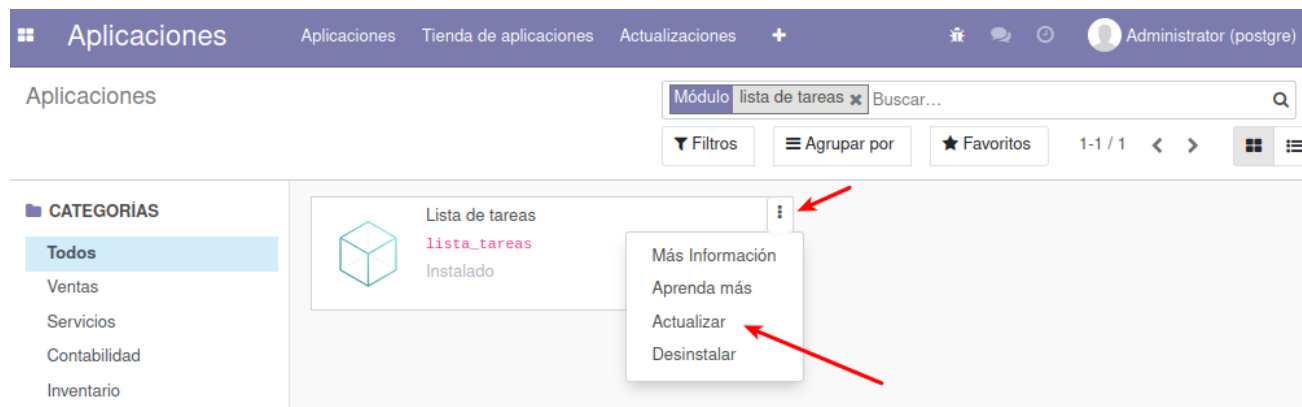 Aplicaciones Aplicaciones Tienda de aplicaciones Actualizaciones + Administrator (postgre)
Aplicaciones
Módulo lista de tareas × Buscar...
Filtros Agrupar por Favoritos 1-1 / 1
CATEGORÍAS
Todos
Ventas
Servicios
Contabilidad
Inventario
Lista de tareas
lista_tareas
Instalado
Más Información
Aprenda más
Actualizar
Desinstalar